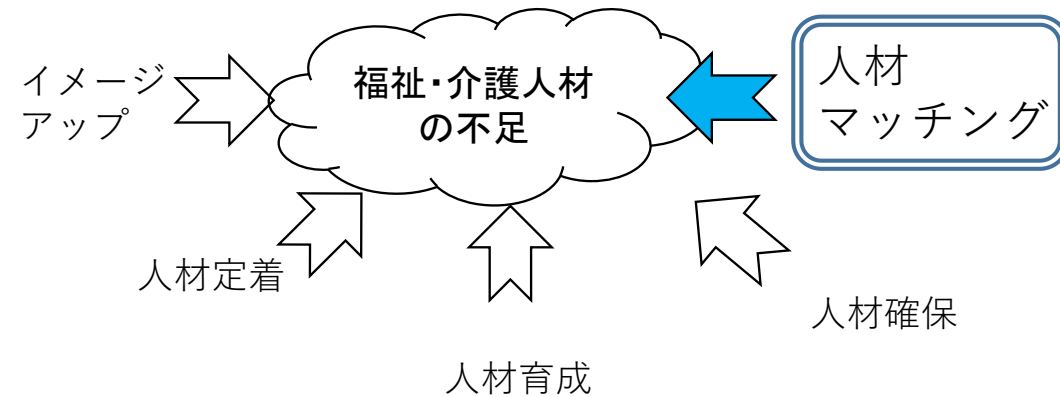 イメージ
アップ
福祉・介護人材
の不足
人材
マッチング
人材定着
人材確保
人材育成